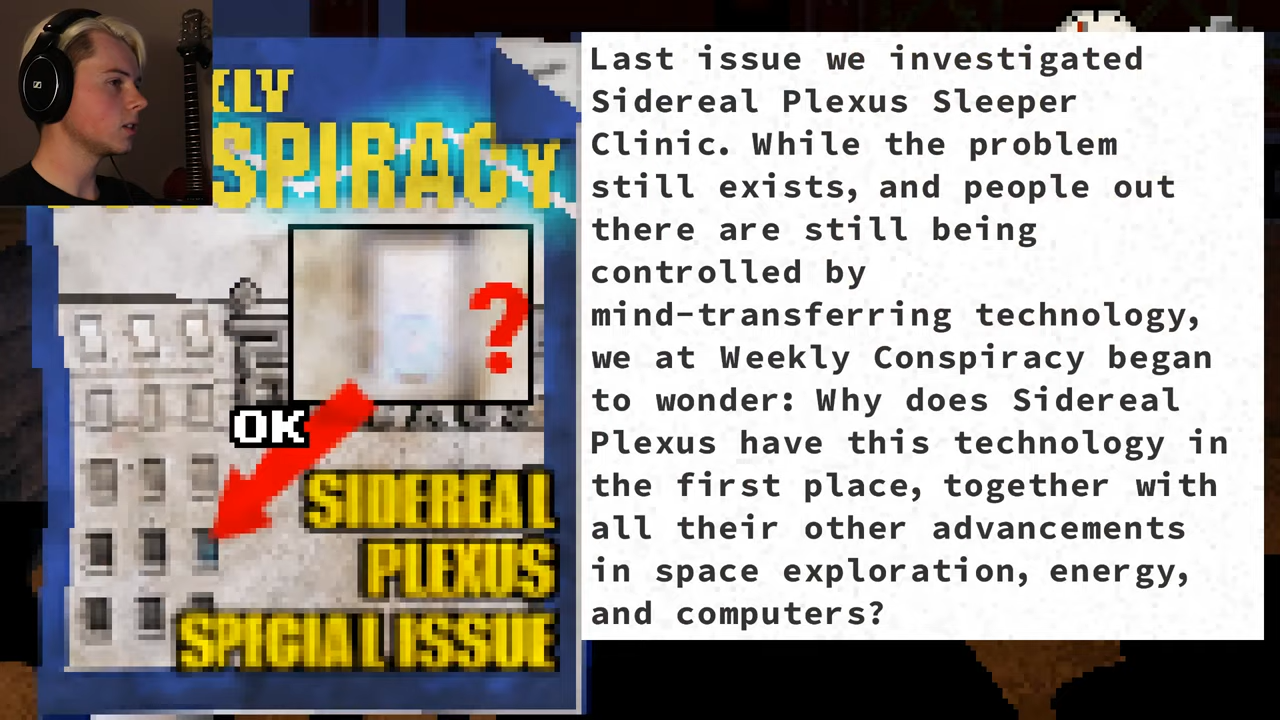 KLY
SPIRACY
?
OK
SIDEREAL
PLEXUS
SPECIAL ISSUE
Last issue we investigated
Sidereal Plexus Sleeper
Clinic. While the problem
still exists, and people out
there are still being
controlled by
mind-transferring technology,
we at Weekly Conspiracy began
to wonder: Why does Sidereal
Plexus have this technology in
the first place, together with
all their other advancements
in space exploration, energy,
and computers?